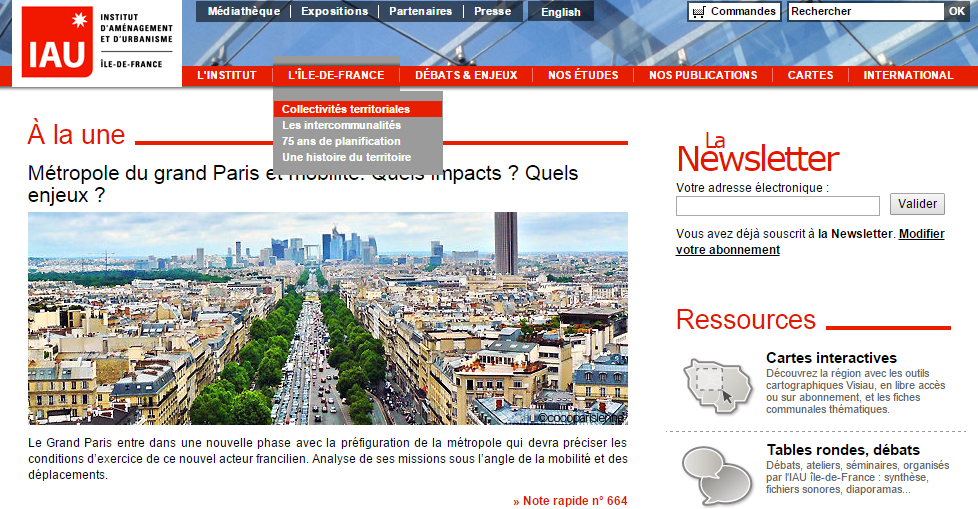 INSTITUT
D'AMÉNAGEMENT
ET D'URBANISME
IAU
ÎLE-DE-FRANCE
Médiathèque
Expositions
Partenaires
Presse
English
Commandes
Rechercher
OK
L'INSTITUT
L'ÎLE-DE-FRANCE
DÉBATS & ENJEUX
NOS ÉTUDES
NOS PUBLICATIONS
CARTES
INTERNATIONAL
Collectivités territoriales
Les intercommunalités
75 ans de planification
Une histoire du territoire
À la une
Métropole du grand Paris et mobilité. Quels impacts ? Quels
enjeux ?
©cocoparisienne
Le Grand Paris entre dans une nouvelle phase avec la préfiguration de la métropole qui devra préciser les
conditions d'exercice de ce nouvel acteur francilien. Analyse de ses missions sous l'angle de la mobilité et des
déplacements.
» Note rapide n° 664
La
Newsletter
Votre adresse électronique :
Valider
Vous avez déjà souscrit à la Newsletter. Modifier
votre abonnement
Ressources
Cartes interactives
Découvrez la région avec les outils
cartographiques Visiau, en libre accès
ou sur abonnement, et les fiches
communales thématiques.
Tables rondes, débats
Débats, ateliers, séminaires, organisés
par l'IAU île-de-France : synthèse,
fichiers sonores, diaporamas...